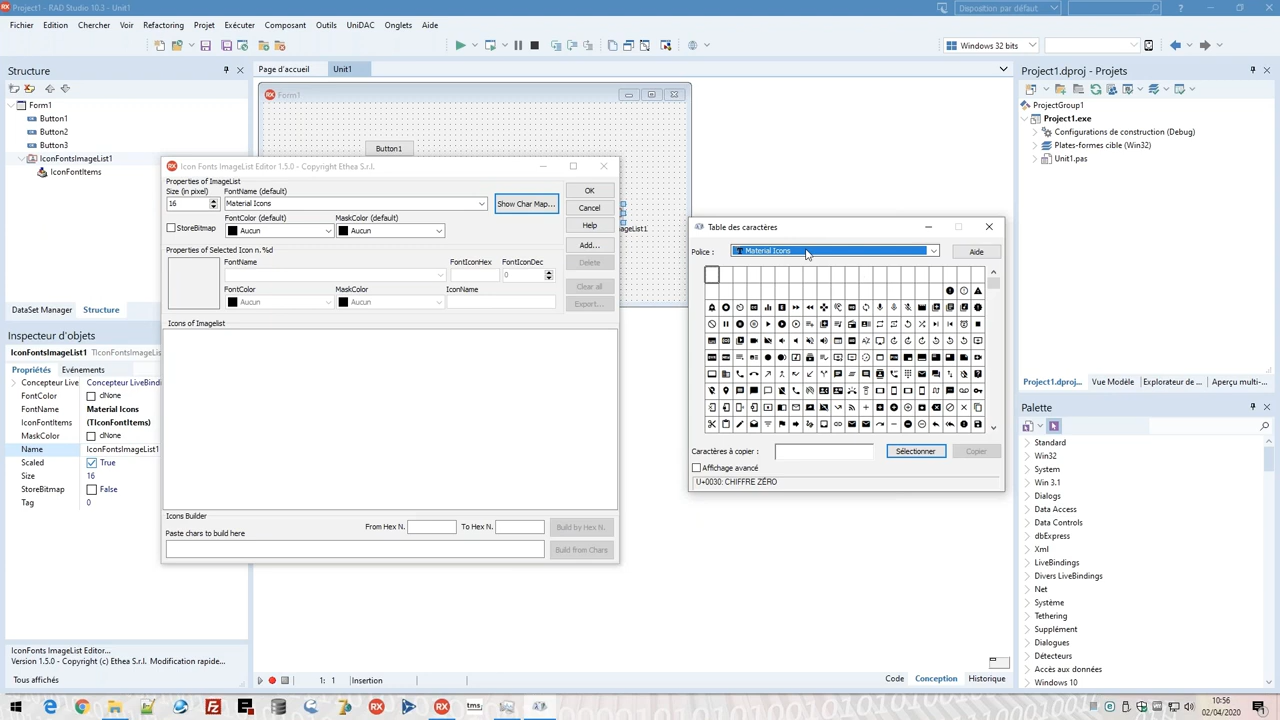 Project1 - RAD Studio 10.3 - Unit1
Disposition par défaut
Fichier Edition Chercher Voir Refactoring Projet Exécuter Composant Outils UniDAC Onglets Aide
Windows 32 bits
Structure
Form1
Button1
Button2
Button3
IconFontsImageList1
IconFontItems
DataSet Manager Structure
Inspecteur d'objets
IconFontsImageList1 TIconFontsImageList
Propriétés Evénements
Concepteur Live Concepteur LiveBindi
FontColor clNone
FontName Material Icons
IconFontItems (TIconFontItems)
MaskColor clNone
Name IconFontsImageList1
Scaled True
Size 16
StoreBitmap False
Tag 0
IconFonts ImageList Editor...
Version 1.5.0 - Copyright (c) Ethea S.r.l. Modification rapide...
Tous affichés
Page d'accueil Unit1
Form1
Button1
Icon Fonts ImageList Editor 1.5.0 - Copyright Ethea S.r.l.
Properties of ImageList
Size (in pixel) FontName (default)
16 Material Icons Show Char Map...
FontColor (default) MaskColor (default)
StoreBitmap Aucun Aucun
Properties of Selected Icon n.%d
FontName FontIconHex FontIconDec
0
FontColor MaskColor IconName
Aucun Aucun
OK
Cancel
Help
Add...
Delete
Clear all
Export...
Icons of Imagelist
Icons Builder
From Hex N. To Hex N. Build by Hex N.
Paste chars to build here
Build from Chars
Table des caractères
Police : Material Icons Aide
Caractères à copier : Sélectionner Copier
Affichage avancé
U+0030: CHIFFRE ZÉRO
1: 1 Insertion
Code Conception Historique
Project1.dproj - Projets
ProjectGroup1
Project1.exe
Configurations de construction (Debug)
Plates-formes cible (Win32)
Unit1.pas
Project1.dproj... Vue Modèle Explorateur de ... Aperçu multi-...
Palette
Standard
Win32
System
Win 3.1
Dialogs
Data Access
Data Controls
dbExpress
Xml
LiveBindings
Divers LiveBindings
Net
Système
Tethering
Supplément
Dialogues
Détecteurs
Accès aux données
Windows 10
10:56
02/04/2020